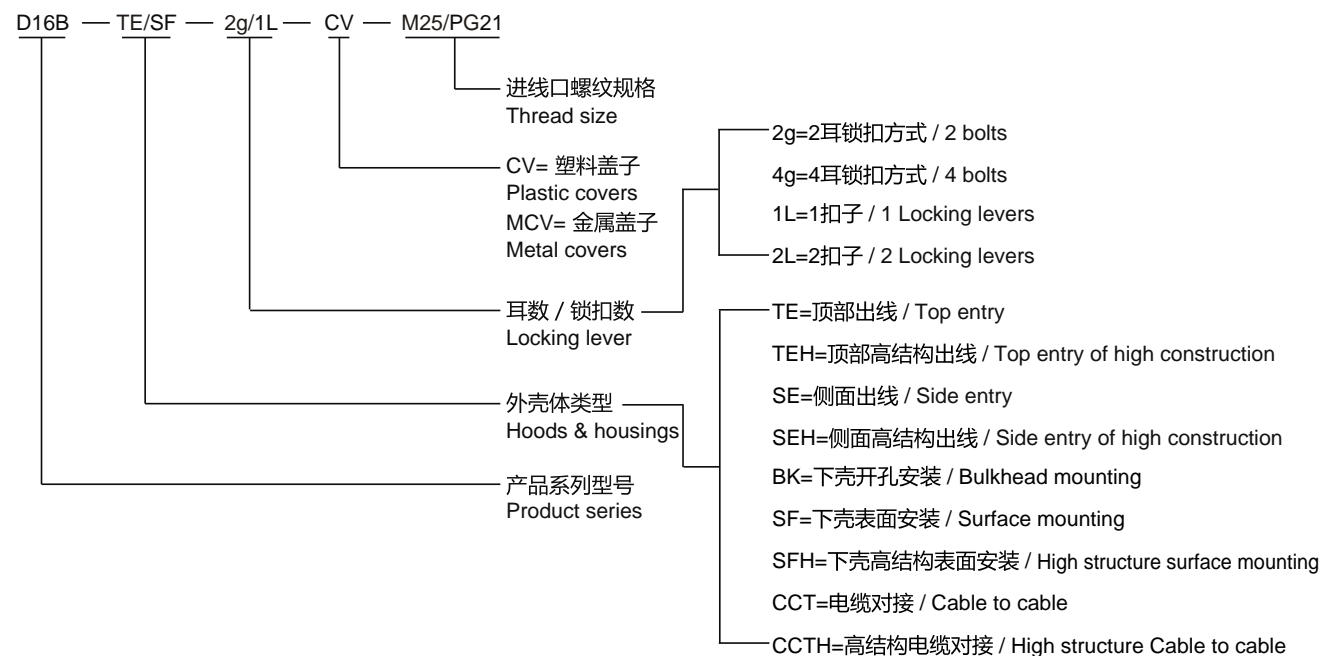 D16B — TE/SF — 2g/1L — CV — M25/PG21
进线口螺纹规格
Thread size
CV= 塑料盖子
Plastic covers
MCV= 金属盖子
Metal covers
耳数 / 锁扣数
Locking lever
外壳体类型
Hoods & housings
产品系列型号
Product series
2g=2耳锁扣方式 / 2 bolts
4g=4耳锁扣方式 / 4 bolts
1L=1扣子 / 1 Locking levers
2L=2扣子 / 2 Locking levers
TE=顶部出线 / Top entry
TEH=顶部高结构出线 / Top entry of high construction
SE=侧面出线 / Side entry
SEH=侧面高结构出线 / Side entry of high construction
BK=下壳开孔安装 / Bulkhead mounting
SF=下壳表面安装 / Surface mounting
SFH=下壳高结构表面安装 / High structure surface mounting
CCT=电缆对接 / Cable to cable
CCTH=高结构电缆对接 / High structure Cable to cable